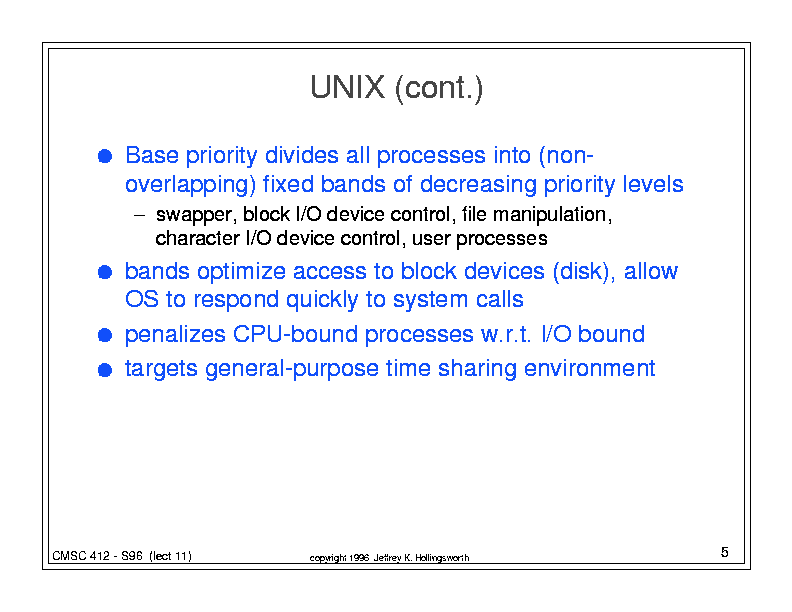 UNIX (cont.)
● Base priority divides all processes into (non-
overlapping) fixed bands of decreasing priority levels
– swapper, block I/O device control, file manipulation,
character I/O device control, user processes
● bands optimize access to block devices (disk), allow
OS to respond quickly to system calls
● penalizes CPU-bound processes w.r.t. I/O bound
● targets general-purpose time sharing environment
CMSC 412 - S96 (lect 11)
copyright 1996 Jeffrey K. Hollingsworth
5